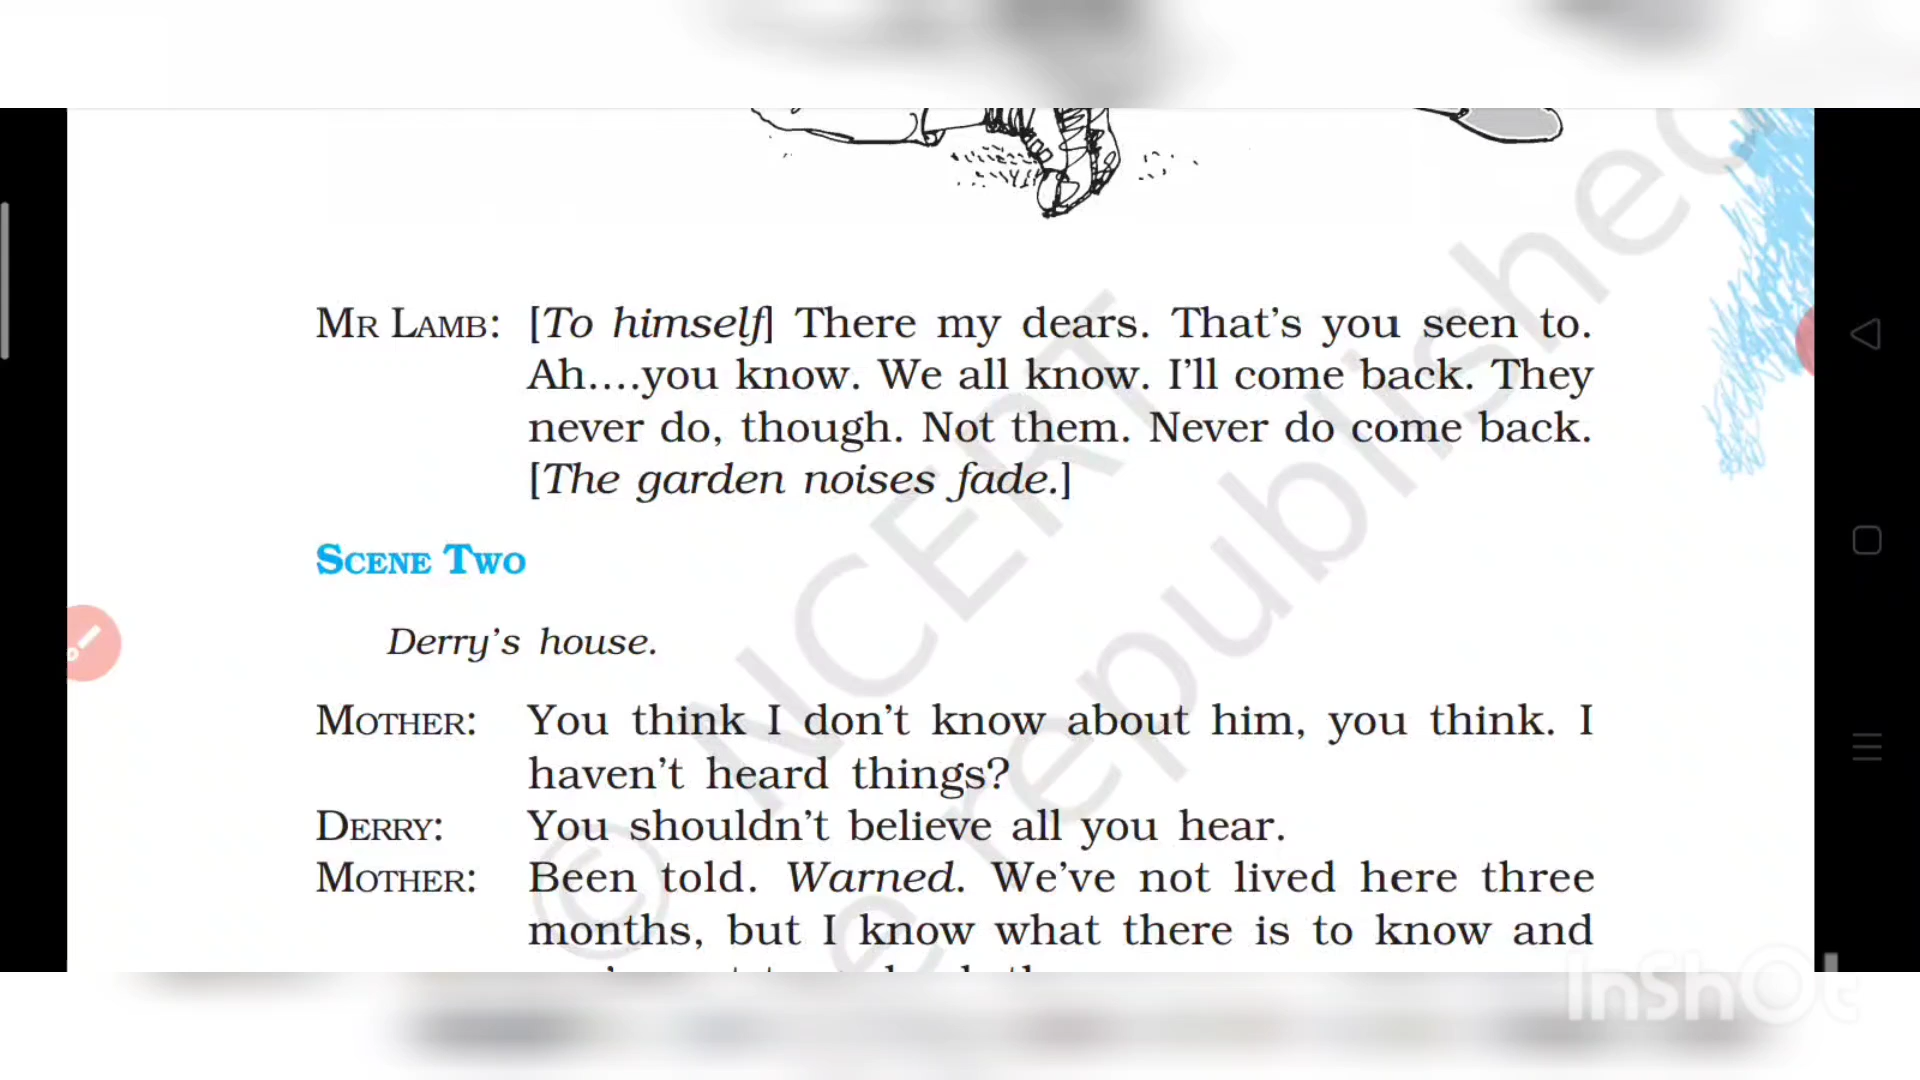 MR LAMB: [To himself] There my dears. That's you seen to.
Ah....you know. We all know. I'll come back. They
never do, though. Not them. Never do come back.
[The garden noises fade.]
SCENE TWO
Derry's house.
MOTHER: You think I don't know about him, you think. I
haven't heard things?
DERRY: You shouldn't believe all you hear.
MOTHER: Been told. Warned. We've not lived here three
months, but I know what there is to know and
© NCERT
republished
InShOt